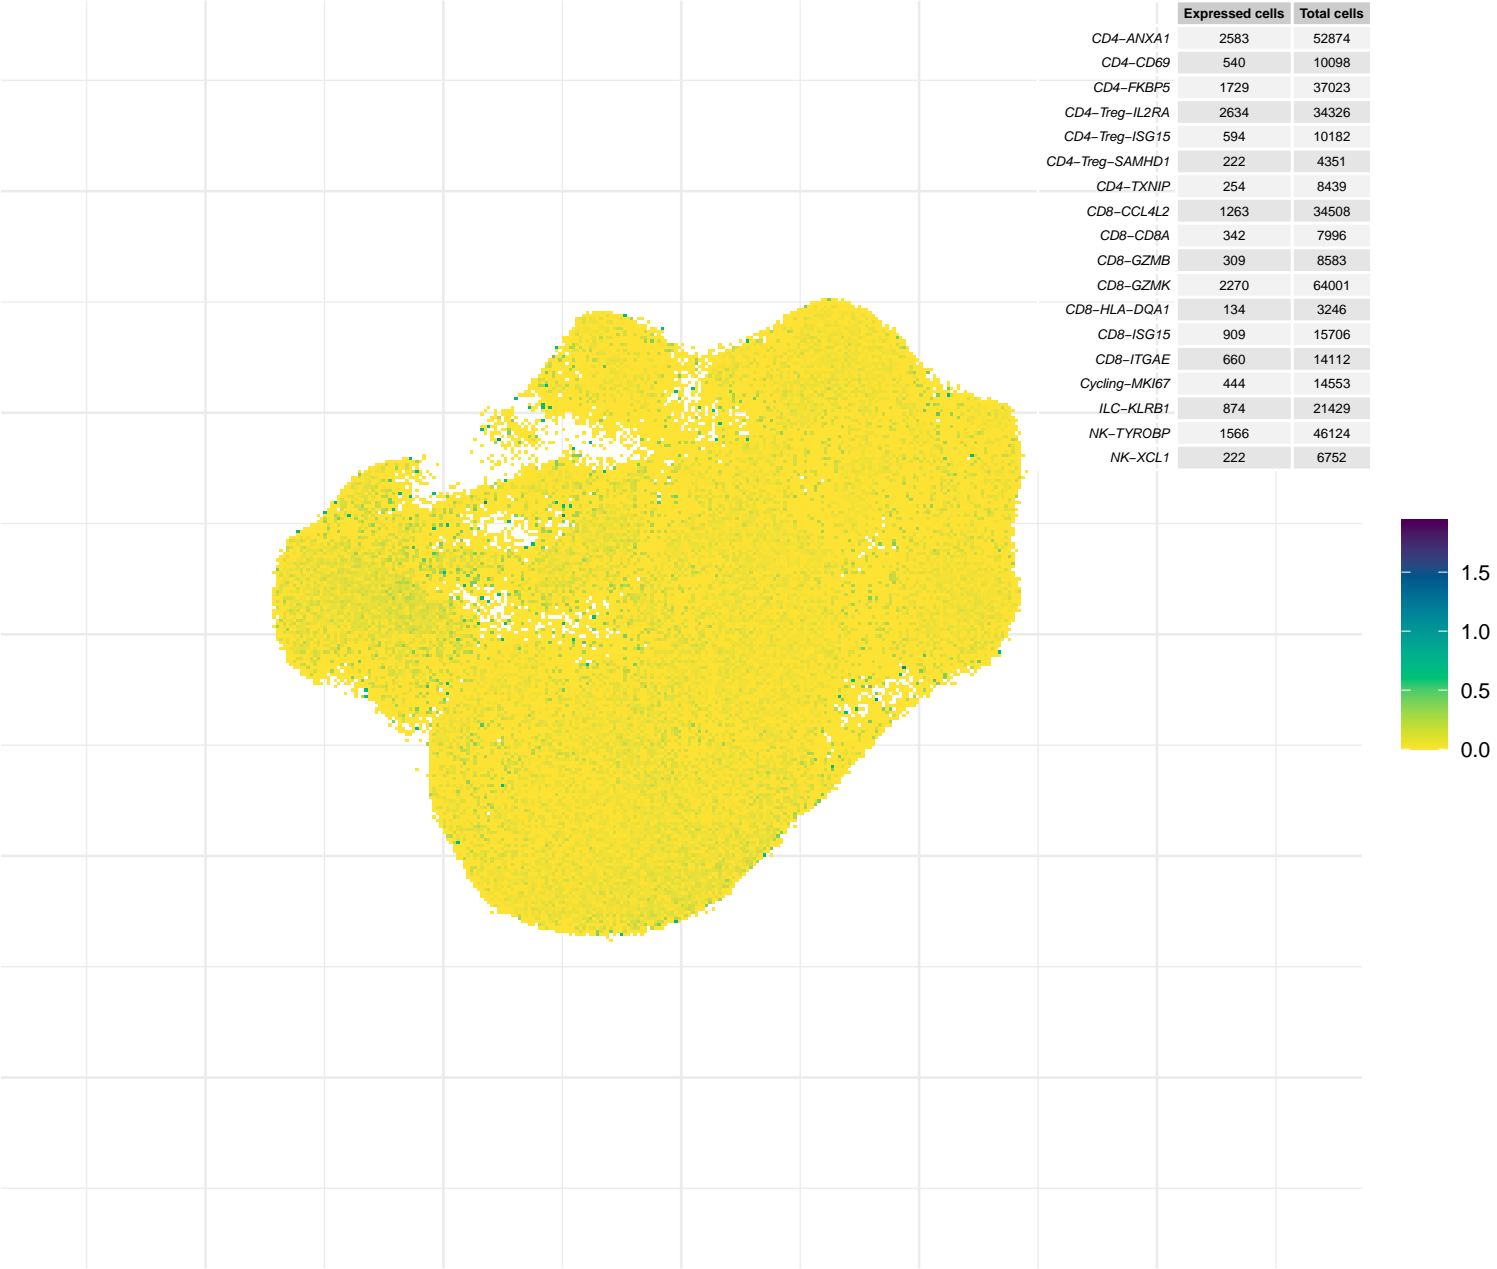 Expressed cells Total cells
CD4−ANXA1 2583 52874
CD4−CD69 540 10098
CD4−FKBP5 1729 37023
CD4−Treg−IL2RA 2634 34326
CD4−Treg−ISG15 594 10182
CD4−Treg−SAMHD1 222 4351
CD4−TXNIP 254 8439
CD8−CCL4L2 1263 34508
CD8−CD8A 342 7996
CD8−GZMB 309 8583
CD8−GZMK 2270 64001
CD8−HLA−DQA1 134 3246
CD8−ISG15 909 15706
CD8−ITGAE 660 14112
Cycling−MKI67 444 14553
ILC−KLRB1 874 21429
NK−TYROBP 1566 46124
NK−XCL1 222 6752
1.5
1.0
0.5
0.0